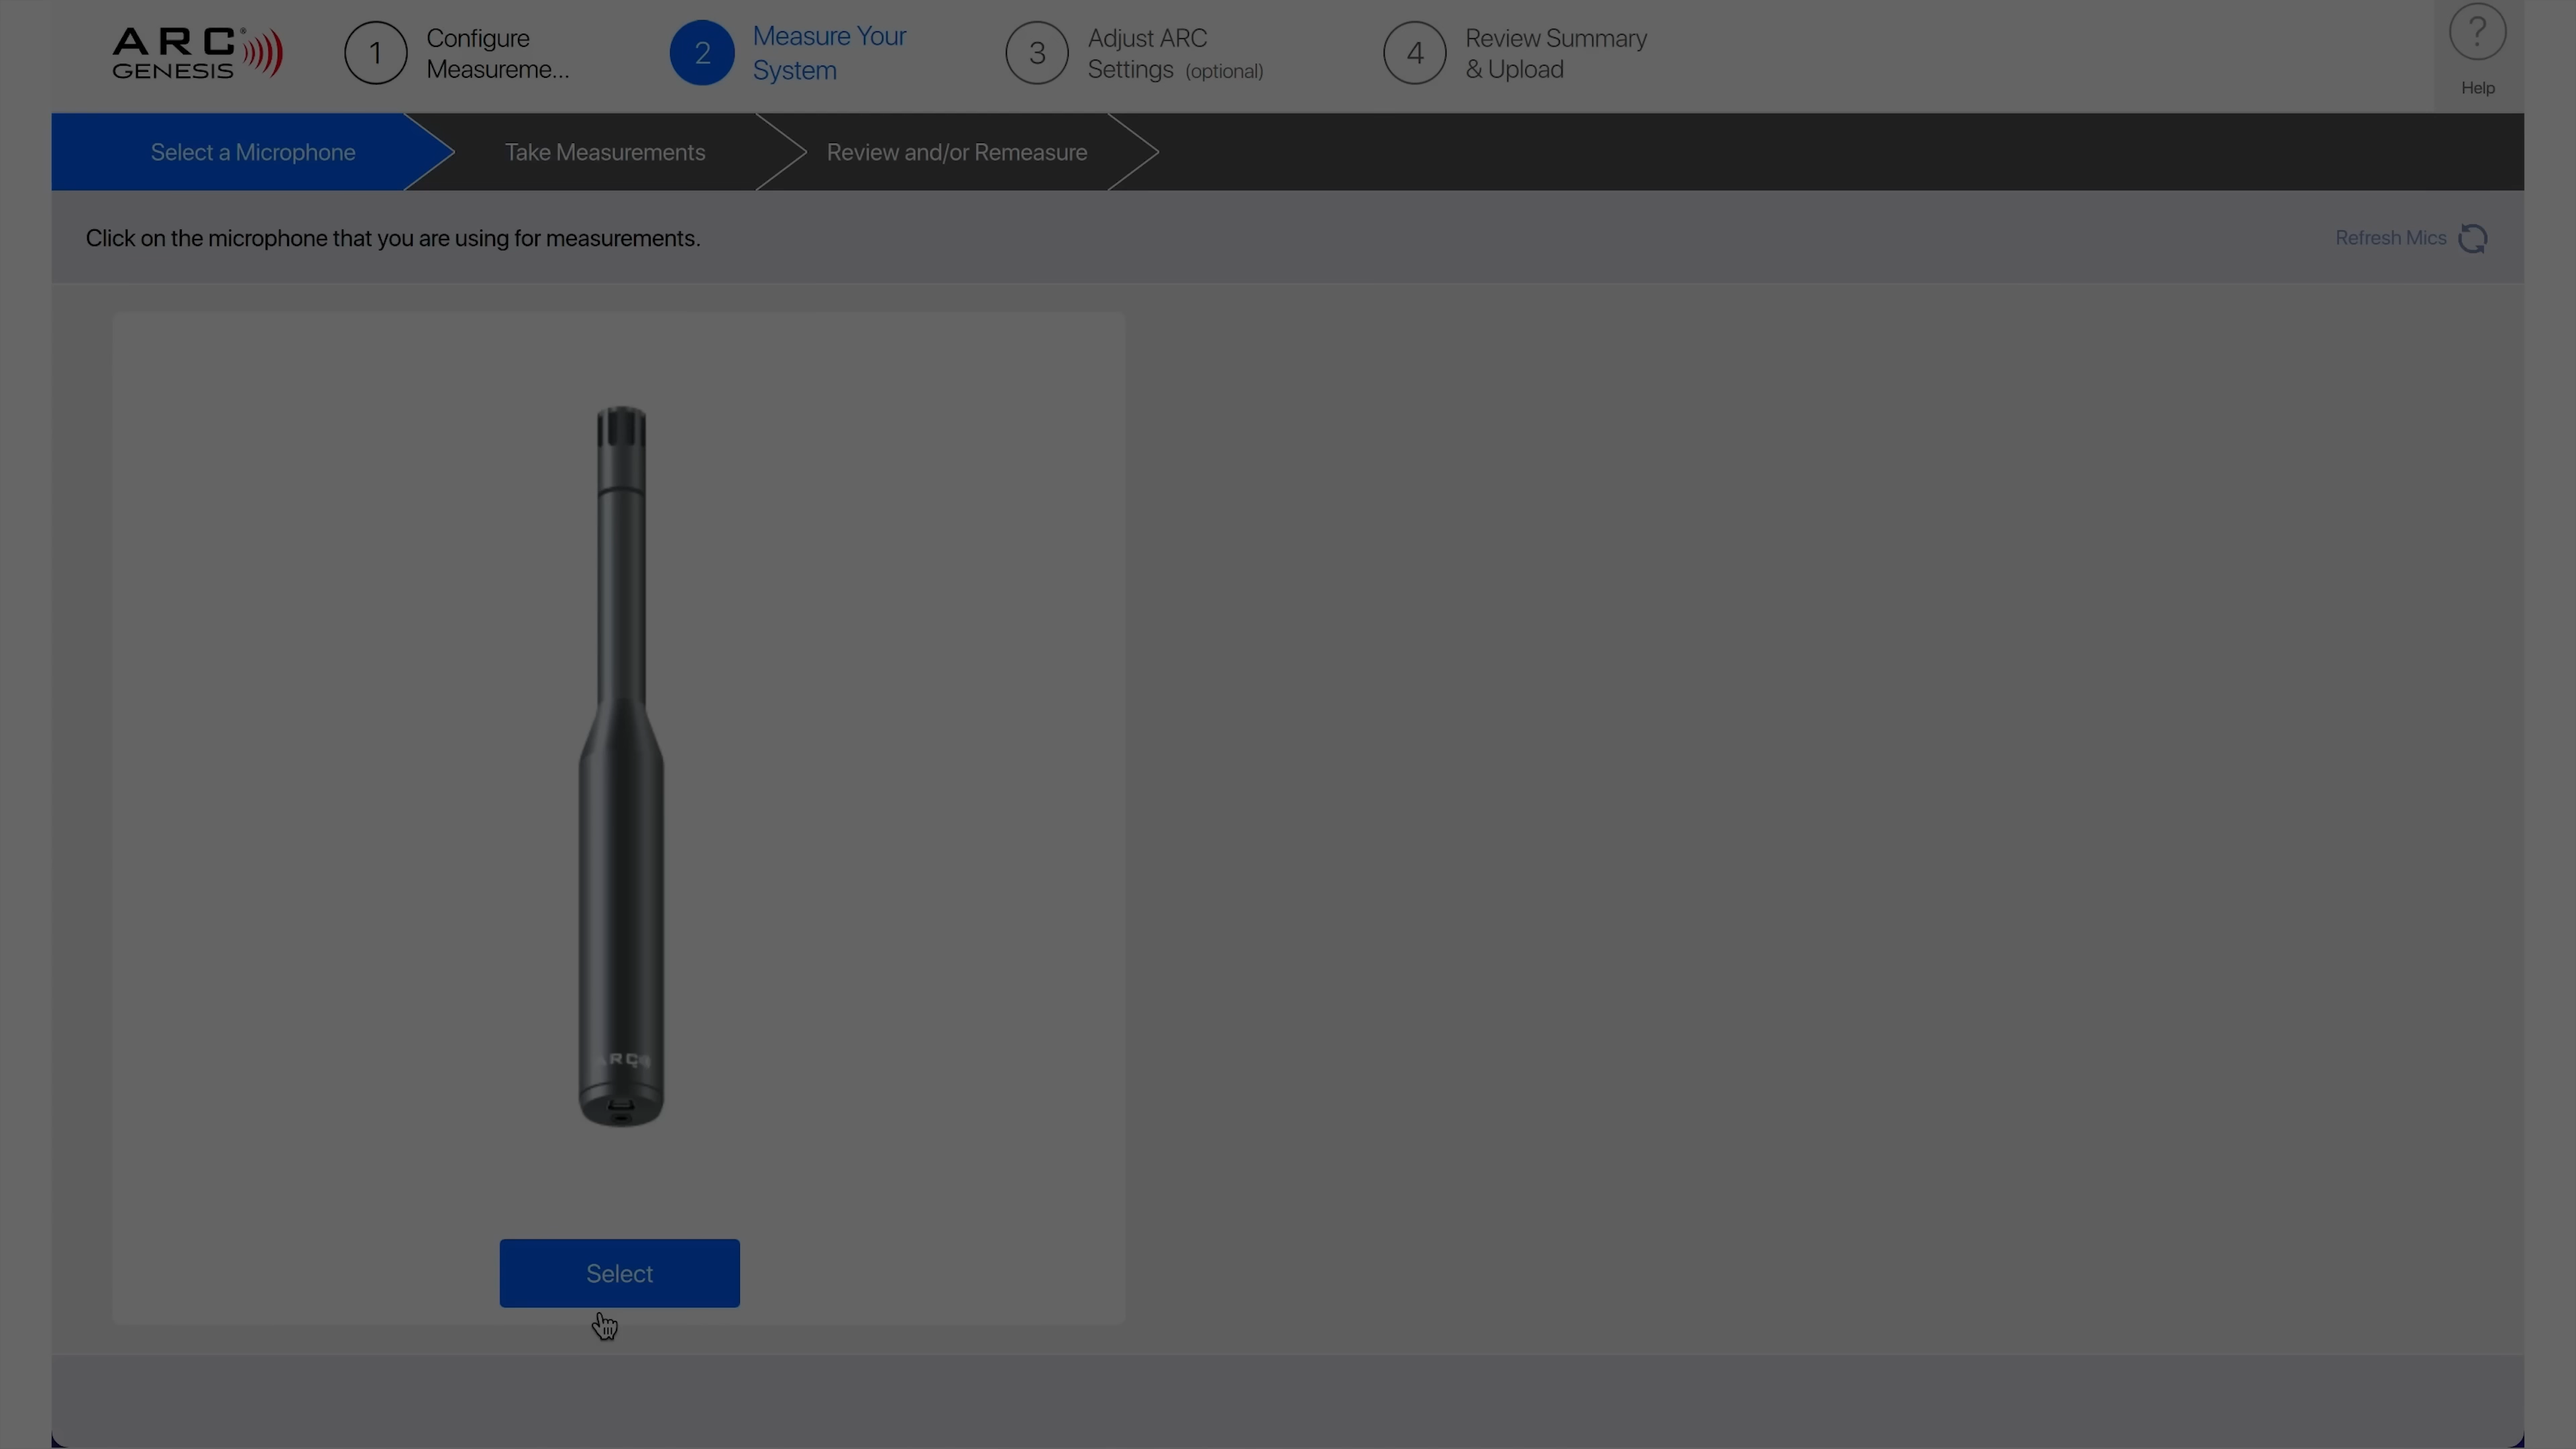 ARC®
GENESIS
1
Configure
Measureme...
2
Measure Your
System
3
Adjust ARC
Settings (optional)
4
Review Summary
& Upload
?
Help
Select a Microphone
Take Measurements
Review and/or Remeasure
Click on the microphone that you are using for measurements.
Refresh Mics
ARC
Select